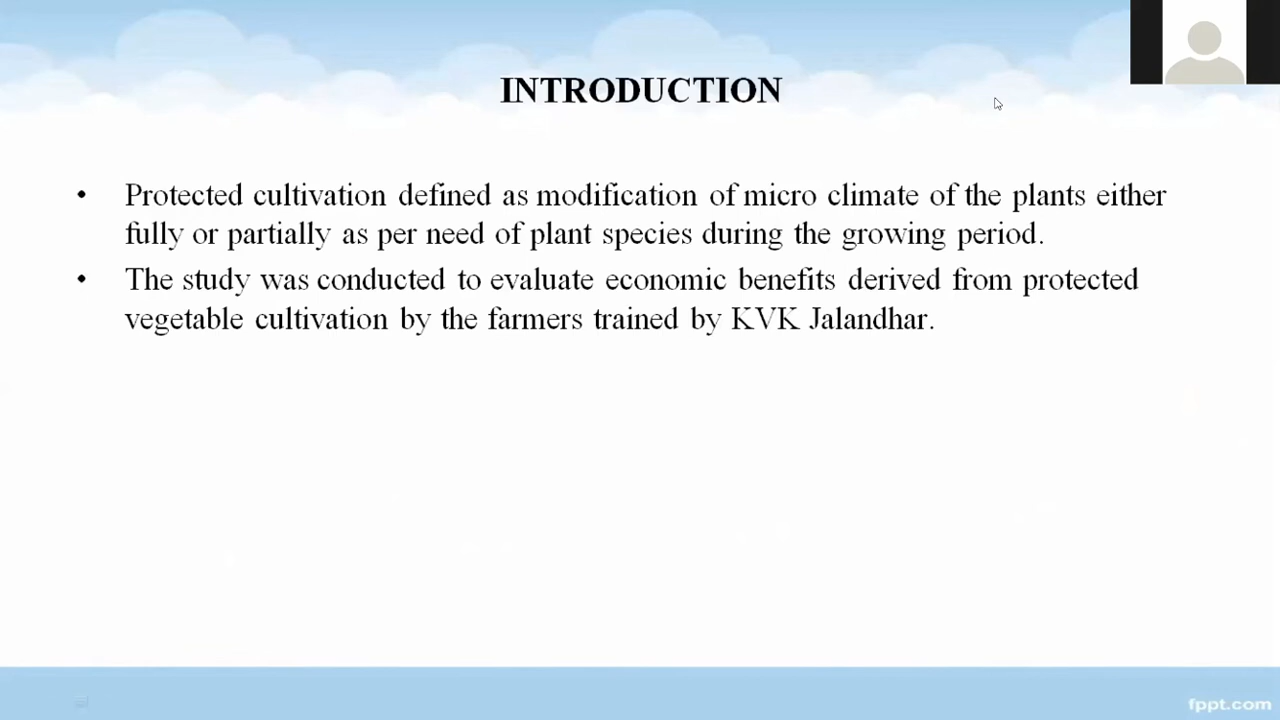 INTRODUCTION
• Protected cultivation defined as modification of micro climate of the plants either
fully or partially as per need of plant species during the growing period.
• The study was conducted to evaluate economic benefits derived from protected
vegetable cultivation by the farmers trained by KVK Jalandhar.
fppt.com